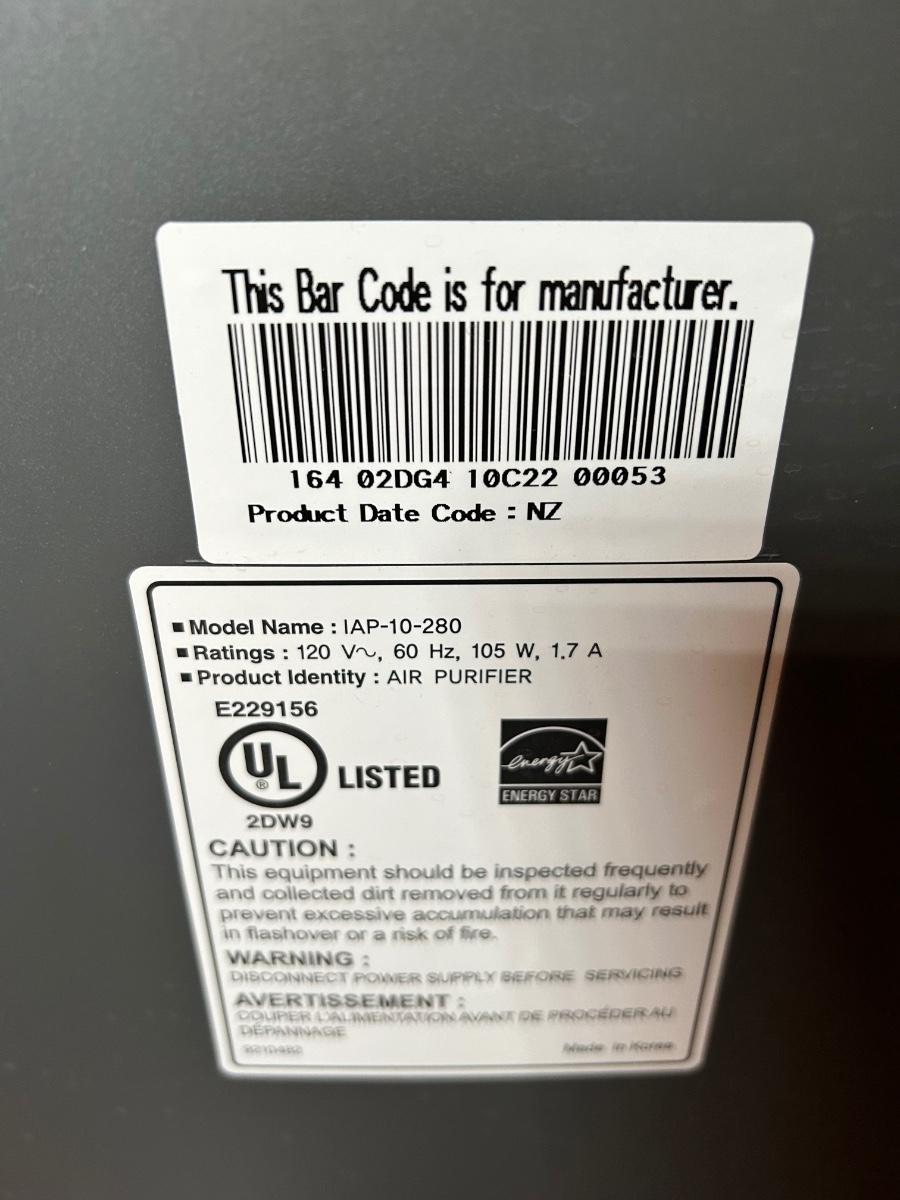 This Bar Code is for manufacturer.
164 02DG4 10C22 00053
Product Date Code : NZ
■ Model Name : IAP-10-280
■ Ratings : 120 V~, 60 Hz, 105 W, 1.7 A
■ Product Identity : AIR PURIFIER
E229156
UL ® LISTED
2DW9
energy
ENERGY STAR
CAUTION :
This equipment should be inspected frequently
and collected dirt removed from it regularly to
prevent excessive accumulation that may result
in flashover or a risk of fire.
WARNING :
DISCONNECT POWER SUPPLY BEFORE SERVICING
AVERTISSEMENT :
COUPER L'ALIMENTATION AVANT DE PROCÉDER AU
DÉPANNAGE
Made in Korea